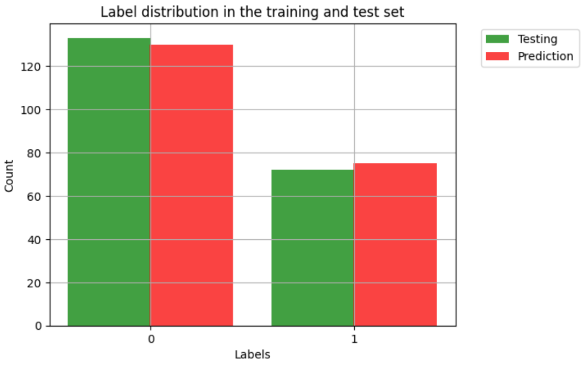 Label distribution in the training and test set
Testing
Prediction
120
100
80
60
40
20
0
Count
0 1
Labels